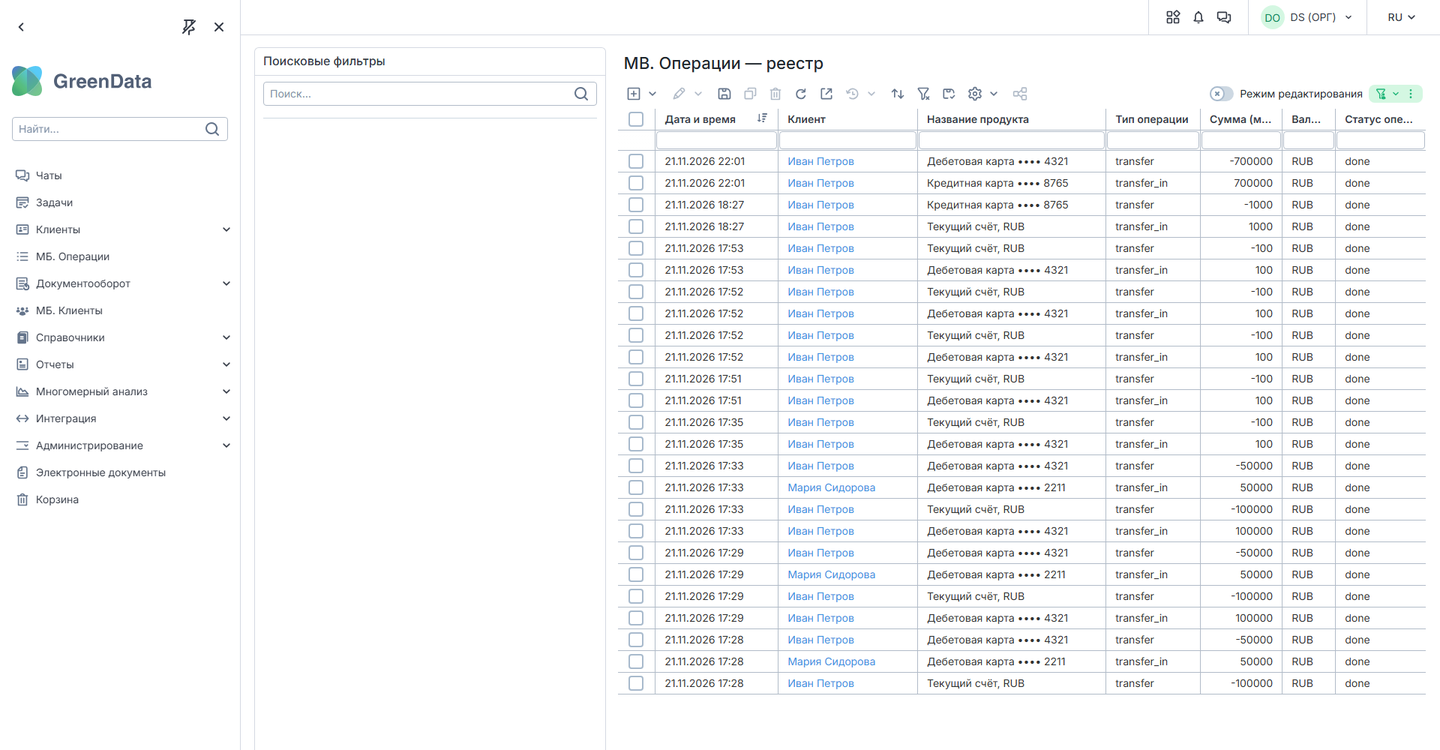 GreenData
Найти...
Чаты
Задачи
Клиенты
МБ. Операции
Документооборот
МБ. Клиенты
Справочники
Отчеты
Многомерный анализ
Интеграция
Администрирование
Электронные документы
Корзина
DO DS (ОРГ) RU
Поисковые фильтры
Поиск...
МВ. Операции — реестр
Режим редактирования
Дата и время Клиент Название продукта Тип операции Сумма (м... Вал... Статус опе...
21.11.2026 22:01 Иван Петров Дебетовая карта •••• 4321 transfer -700000 RUB done
21.11.2026 22:01 Иван Петров Кредитная карта •••• 8765 transfer_in 700000 RUB done
21.11.2026 18:27 Иван Петров Кредитная карта •••• 8765 transfer -1000 RUB done
21.11.2026 18:27 Иван Петров Текущий счёт, RUB transfer_in 1000 RUB done
21.11.2026 17:53 Иван Петров Текущий счёт, RUB transfer -100 RUB done
21.11.2026 17:53 Иван Петров Дебетовая карта •••• 4321 transfer_in 100 RUB done
21.11.2026 17:52 Иван Петров Текущий счёт, RUB transfer -100 RUB done
21.11.2026 17:52 Иван Петров Дебетовая карта •••• 4321 transfer_in 100 RUB done
21.11.2026 17:52 Иван Петров Текущий счёт, RUB transfer -100 RUB done
21.11.2026 17:52 Иван Петров Дебетовая карта •••• 4321 transfer_in 100 RUB done
21.11.2026 17:51 Иван Петров Текущий счёт, RUB transfer -100 RUB done
21.11.2026 17:51 Иван Петров Дебетовая карта •••• 4321 transfer_in 100 RUB done
21.11.2026 17:35 Иван Петров Текущий счёт, RUB transfer -100 RUB done
21.11.2026 17:35 Иван Петров Дебетовая карта •••• 4321 transfer_in 100 RUB done
21.11.2026 17:33 Иван Петров Дебетовая карта •••• 4321 transfer -50000 RUB done
21.11.2026 17:33 Мария Сидорова Дебетовая карта •••• 2211 transfer_in 50000 RUB done
21.11.2026 17:33 Иван Петров Текущий счёт, RUB transfer -100000 RUB done
21.11.2026 17:33 Иван Петров Дебетовая карта •••• 4321 transfer_in 100000 RUB done
21.11.2026 17:29 Иван Петров Дебетовая карта •••• 4321 transfer -50000 RUB done
21.11.2026 17:29 Мария Сидорова Дебетовая карта •••• 2211 transfer_in 50000 RUB done
21.11.2026 17:29 Иван Петров Текущий счёт, RUB transfer -100000 RUB done
21.11.2026 17:29 Иван Петров Дебетовая карта •••• 4321 transfer_in 100000 RUB done
21.11.2026 17:28 Иван Петров Дебетовая карта •••• 4321 transfer -50000 RUB done
21.11.2026 17:28 Мария Сидорова Дебетовая карта •••• 2211 transfer_in 50000 RUB done
21.11.2026 17:28 Иван Петров Текущий счёт, RUB transfer -100000 RUB done